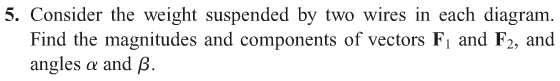 5. Consider the weight suspended by two wires in each diagram.
Find the magnitudes and components of vectors F₁ and F₂, and
angles α and β.